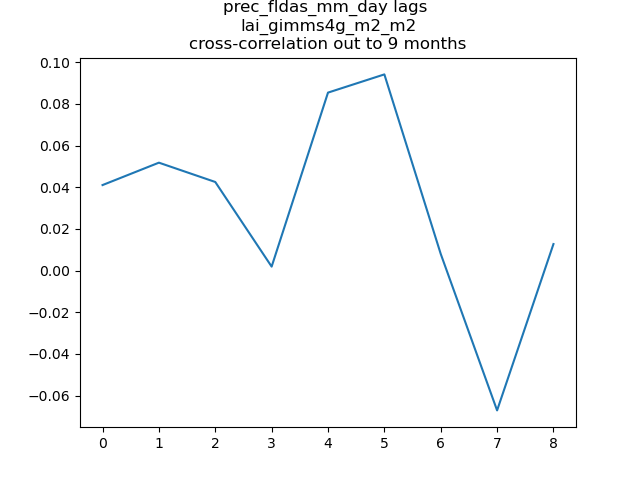 prec_fldas_mm_day lags
lai_gimms4g_m2_m2
cross-correlation out to 9 months
0.10
0.08
0.06
0.04
0.02
0.00
−0.02
−0.04
−0.06
0 1 2 3 4 5 6 7 8